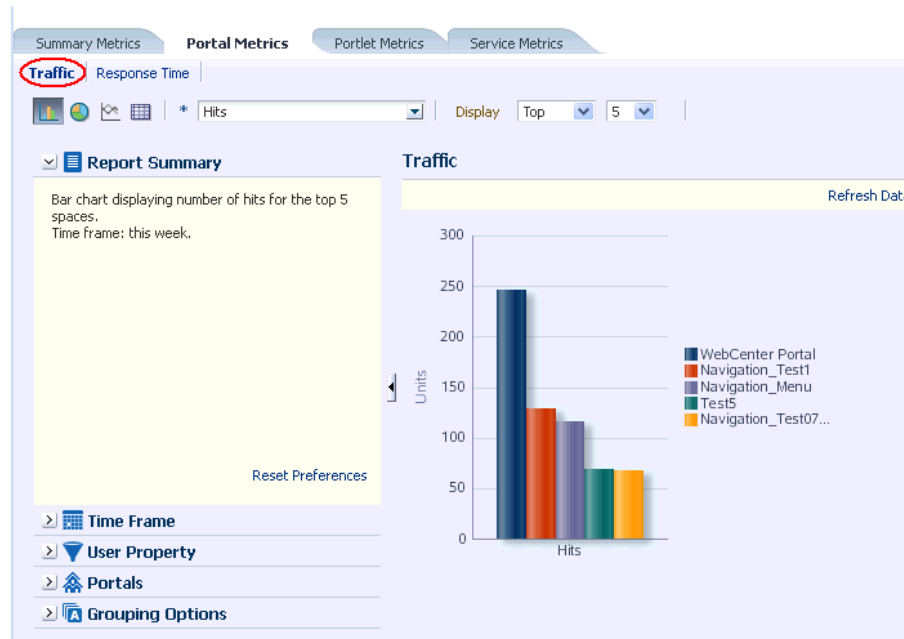 Summary Metrics Portal Metrics Portlet Metrics Service Metrics
Traffic Response Time
* Hits Display Top 5
Report Summary
Bar chart displaying number of hits for the top 5
spaces.
Time frame: this week.
Reset Preferences
Time Frame
User Property
Portals
Grouping Options
Traffic
Refresh Dat
300
250
200
150
100
50
0
Units
Hits
WebCenter Portal
Navigation_Test1
Navigation_Menu
Test5
Navigation_Test07...